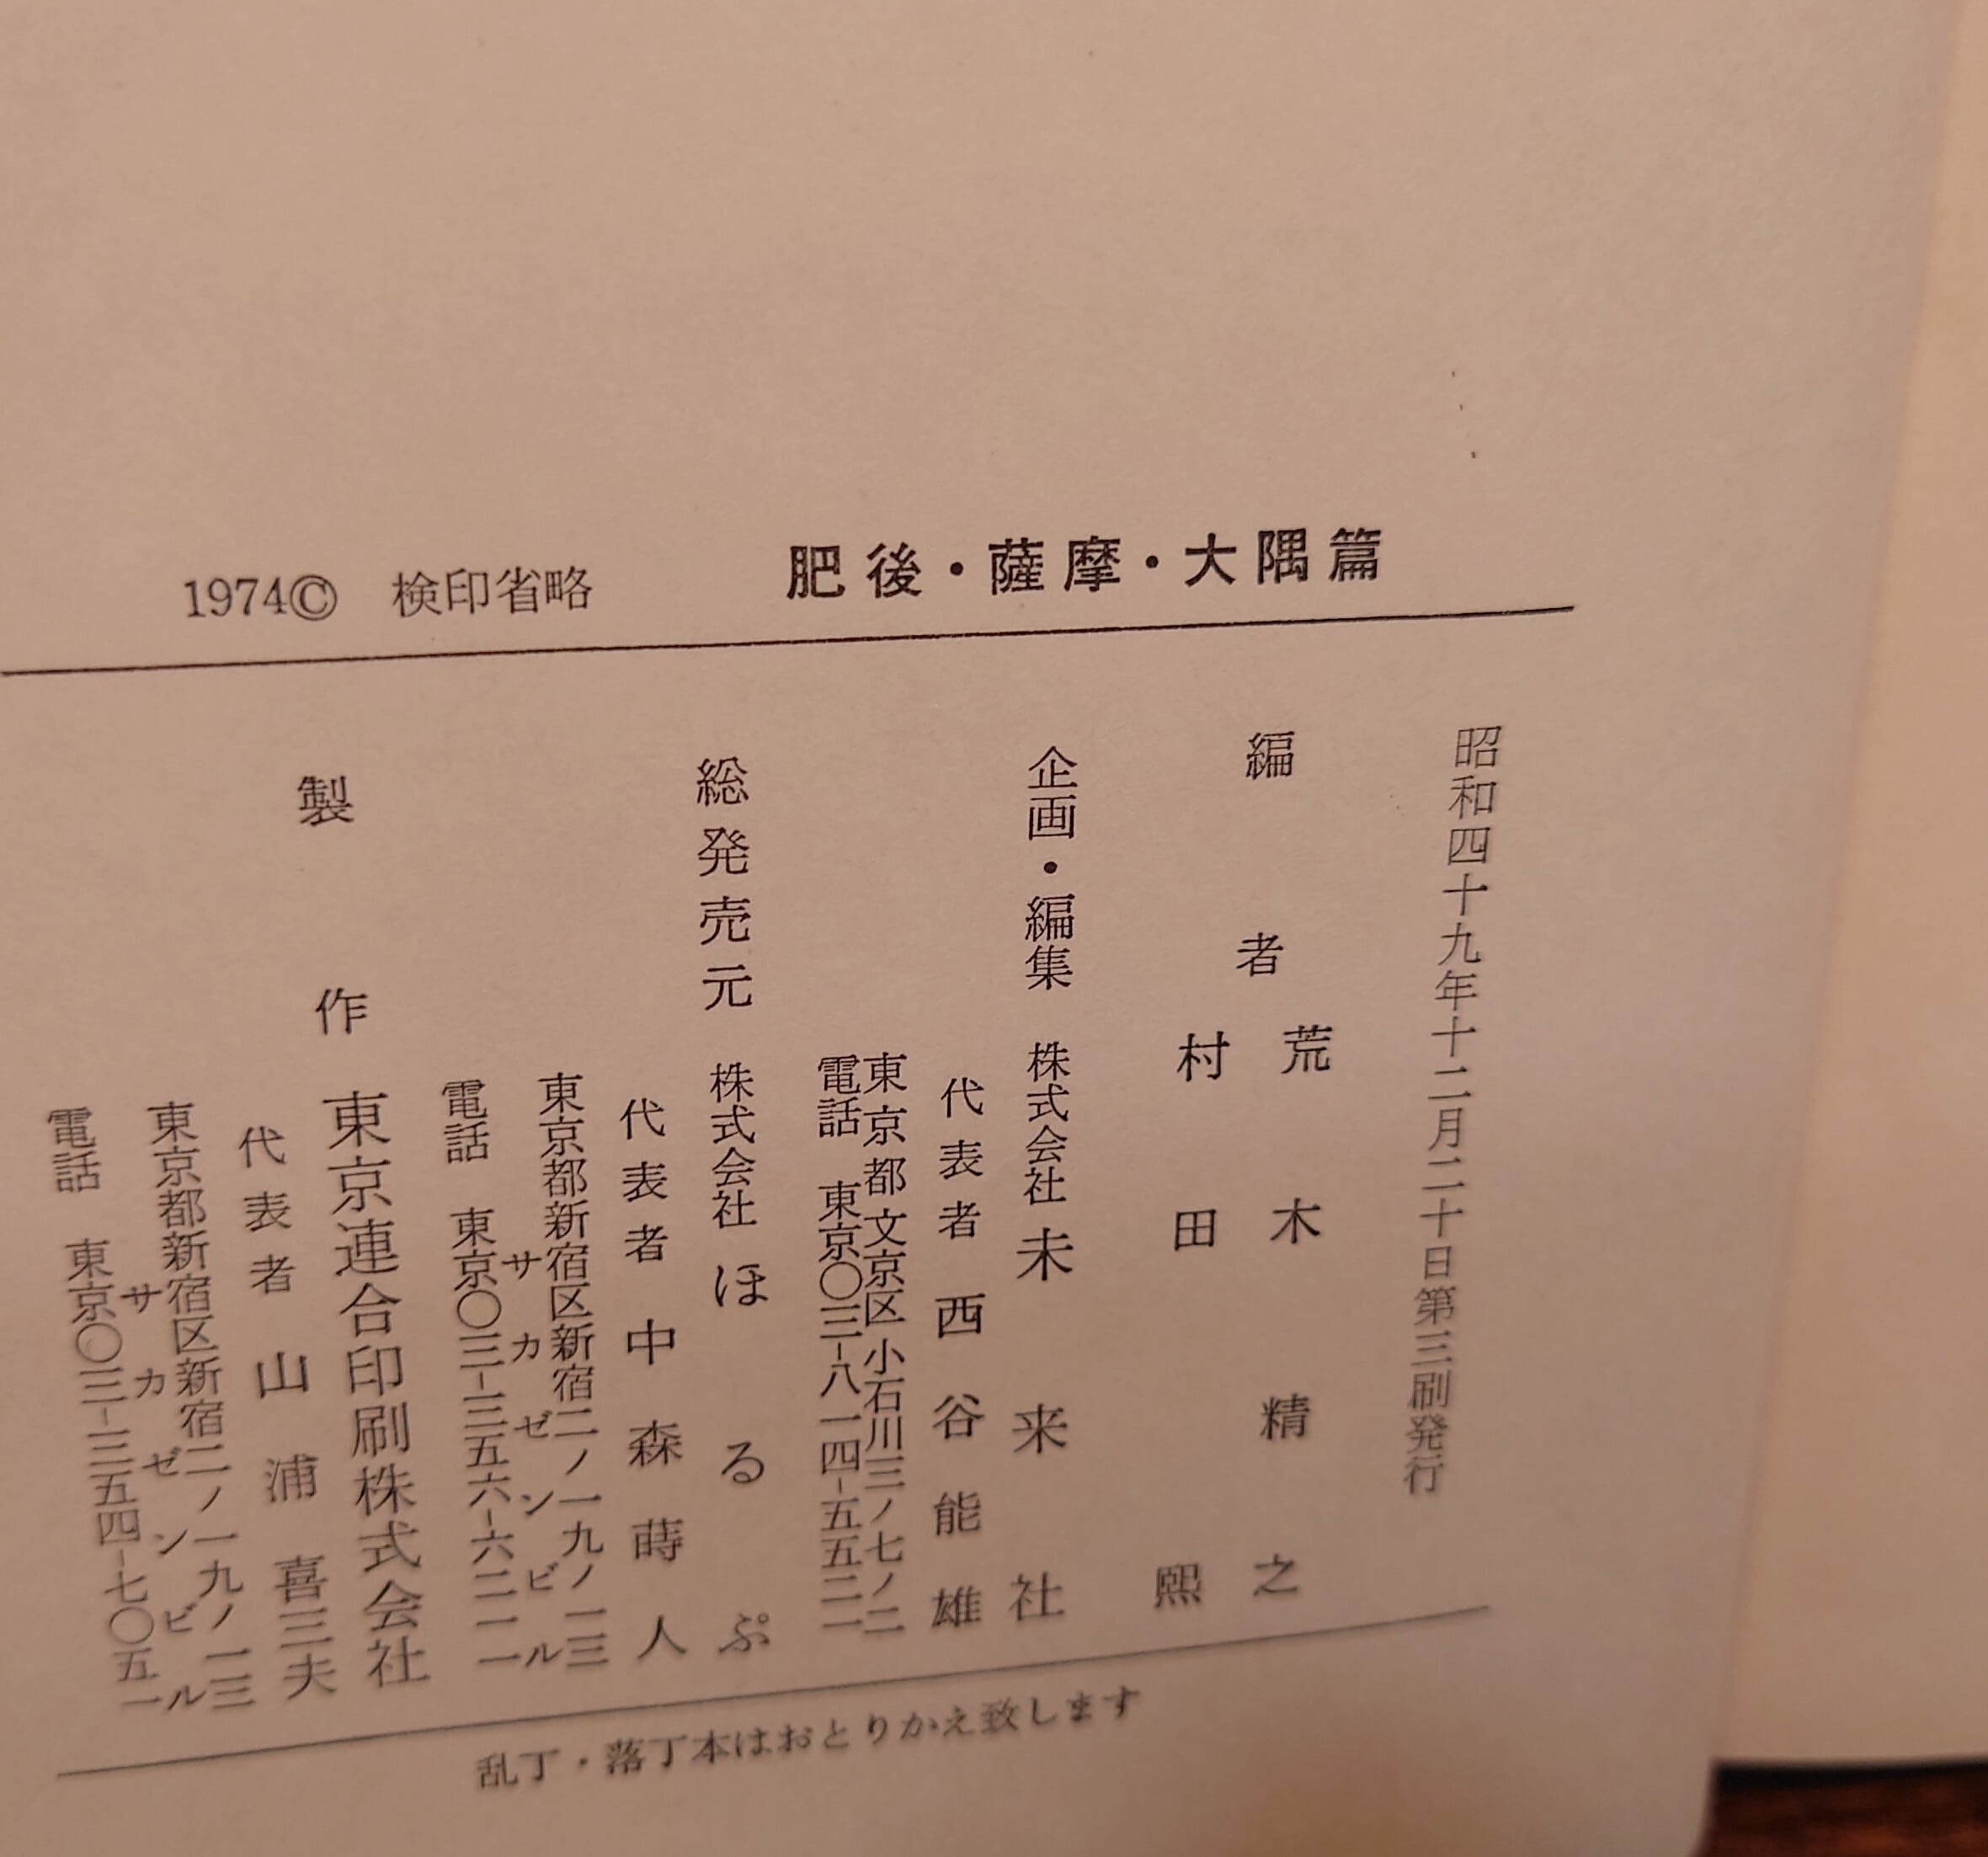 肥後・薩摩・大隅篇
1974© 検印省略
昭和四十九年十二月二十日第三刷発行
編者
荒木精之
村田熙
企画・編集 株式会社未来社
代表者 西谷能雄
東京都文京区小石川三ノ七ノ二
電話 東京〇三-八一四-五五二一
総発売元 株式会社ほるぷ
代表者 中森蒔人
東京都新宿区新宿二ノ一九ノ一三
サカゼンビル
電話 東京〇三-三五六-六二一一
製作 東京連合印刷株式会社
代表者 山浦喜三夫
東京都新宿区新宿二ノ一九ノ一三
サカゼンビル
電話 東京〇三-三五四-七〇五一
乱丁・落丁本はおとりかえ致します